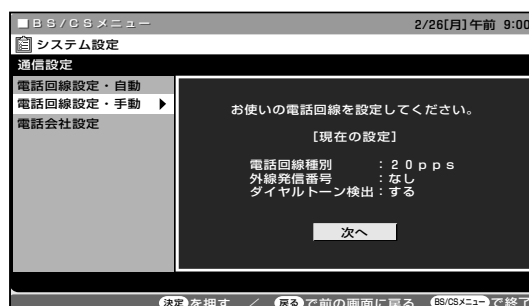 ■BS/CSメニュー 2/26[月]午前 9:00
システム設定
通信設定
電話回線設定・自動
電話回線設定・手動 ▶
電話会社設定
お使いの電話回線を設定してください。
[現在の設定]
電話回線種別 :20pps
外線発信番号 :なし
ダイヤルトーン検出:する
次へ
決定を押す / 戻るで前の画面に戻る BS/CSメニューで終了